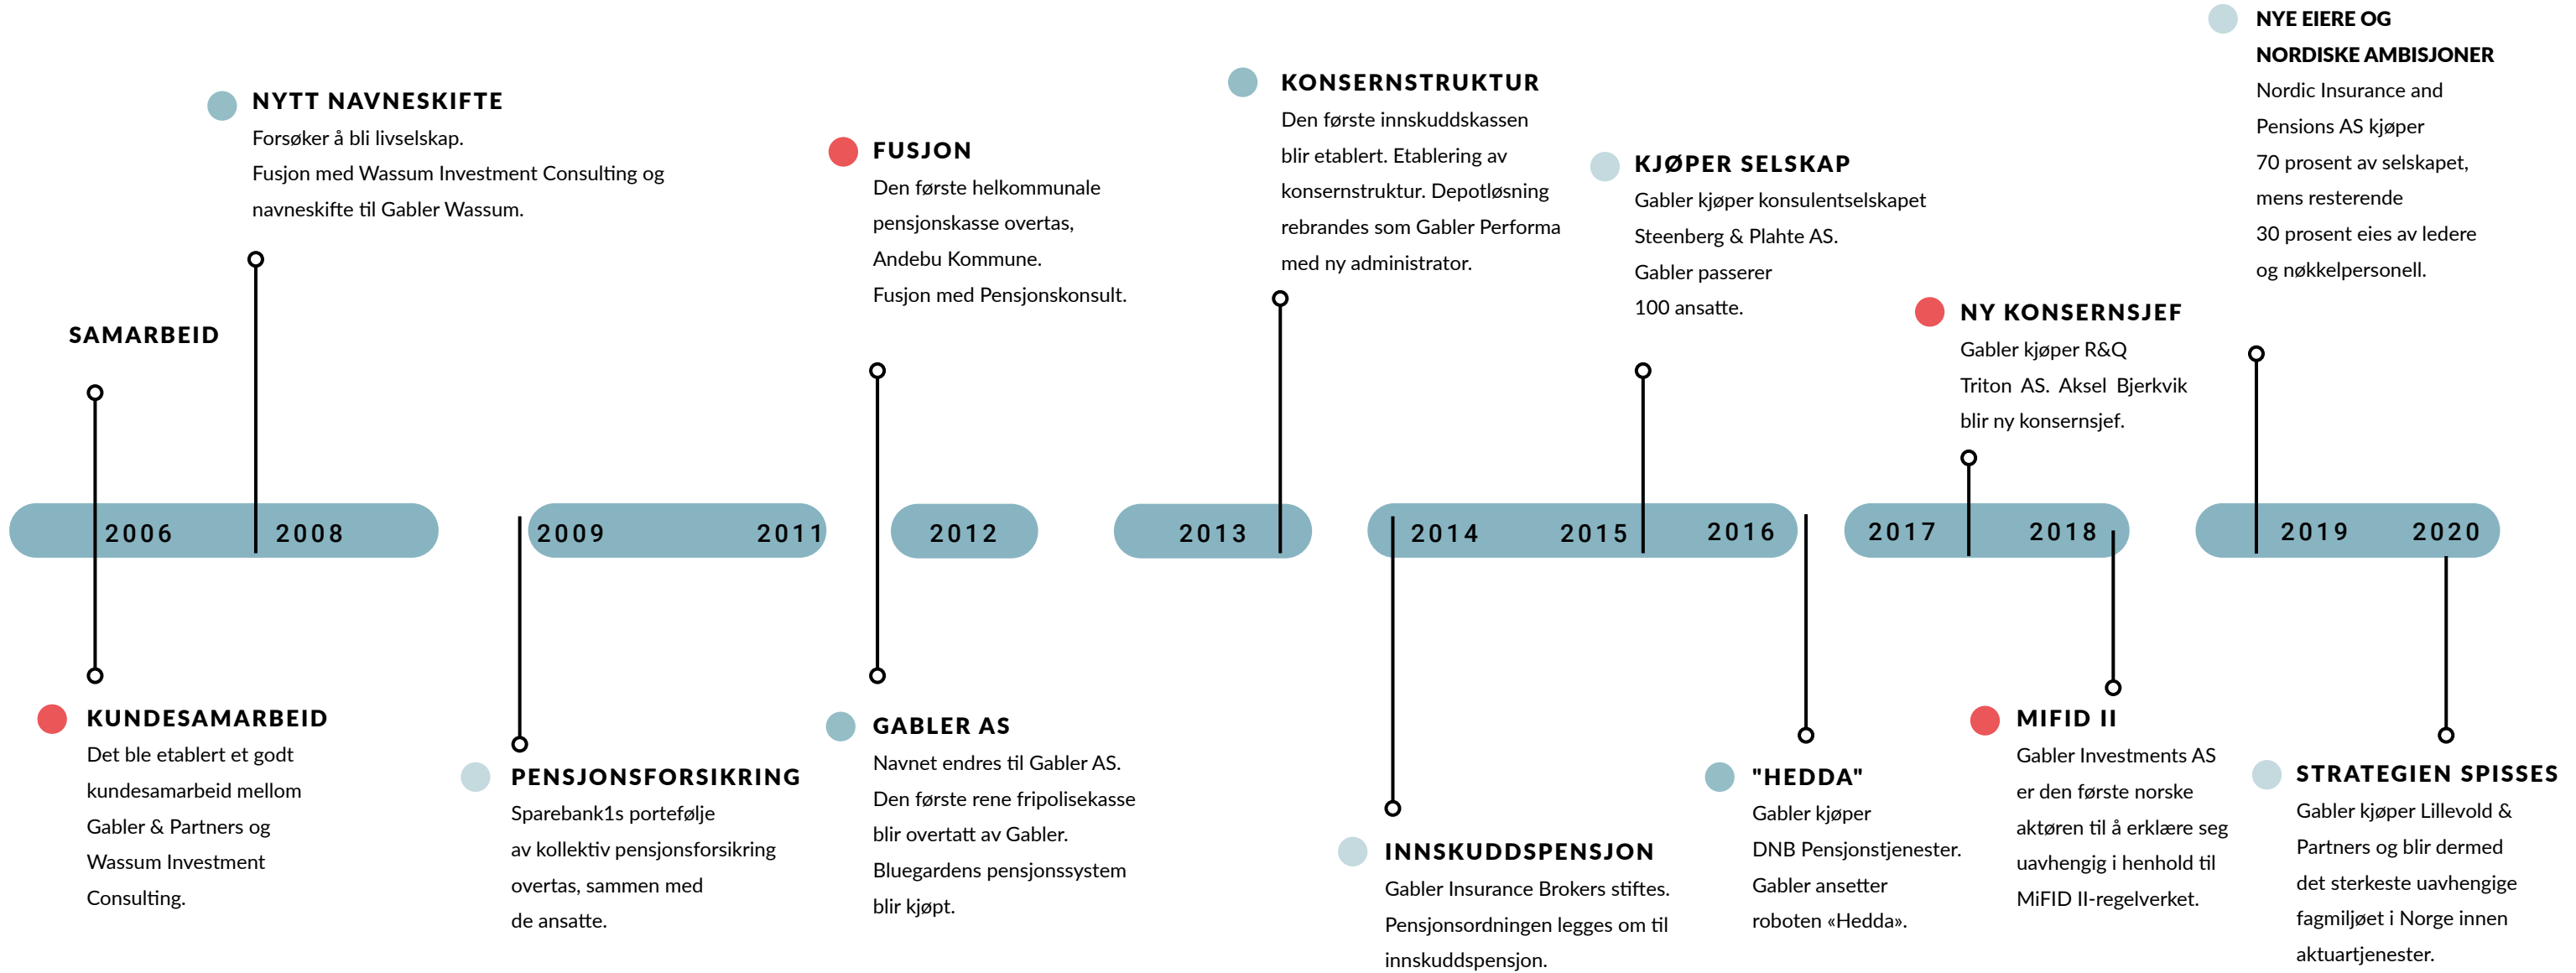 NYTT NAVNESKIFTE
Forsøker å bli livselskap.
Fusjon med Wassum Investment Consulting og
navneskifte til Gabler Wassum.
FUSJON
Den første helkommunale
pensjonskasse overtas,
Andebu Kommune.
Fusjon med Pensjonskonsult.
KONSERNSTRUKTUR
Den første innskuddskassen
blir etablert. Etablering av
konsernstruktur. Depotløsning
rebrandes som Gabler Performa
med ny administrator.
KJØPER SELSKAP
Gabler kjøper konsulentselskapet
Steenberg & Plahte AS.
Gabler passerer
100 ansatte.
NY KONSERNSJEF
Gabler kjøper R&Q
Triton AS. Aksel Bjerkvik
blir ny konsernsjef.
NYE EIERE OG
NORDISKE AMBISJONER
Nordic Insurance and
Pensions AS kjøper
70 prosent av selskapet,
mens resterende
30 prosent eies av ledere
og nøkkelpersonell.
SAMARBEID
2006 2008 2009 2011 2012 2013 2014 2015 2016 2017 2018 2019 2020
KUNDESAMARBEID
Det ble etablert et godt
kundesamarbeid mellom
Gabler & Partners og
Wassum Investment
Consulting.
PENSJONSFORSIKRING
Sparebank1s portefølje
av kollektiv pensjonsforsikring
overtas, sammen med
de ansatte.
GABLER AS
Navnet endres til Gabler AS.
Den første rene fripolisekasse
blir overtatt av Gabler.
Bluegardens pensjonssystem
blir kjøpt.
INNSKUDDSPENSJON
Gabler Insurance Brokers stiftes.
Pensjonsordningen legges om til
innskuddspensjon.
"HEDDA"
Gabler kjøper
DNB Pensjonstjenester.
Gabler ansetter
roboten «Hedda».
MIFID II
Gabler Investments AS
er den første norske
aktøren til å erklære seg
uavhengig i henhold til
MiFID II-regelverket.
STRATEGIEN SPISSES
Gabler kjøper Lillevold &
Partners og blir dermed
det sterkeste uavhengige
fagmiljøet i Norge innen
aktuartjenester.